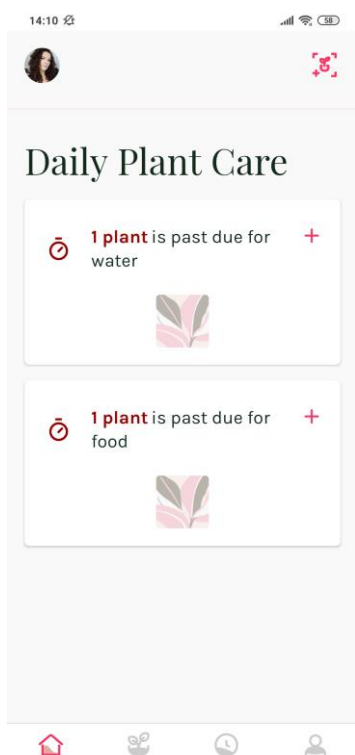 14:10
58
Daily Plant Care
1 plant is past due for
water
+
1 plant is past due for
food
+